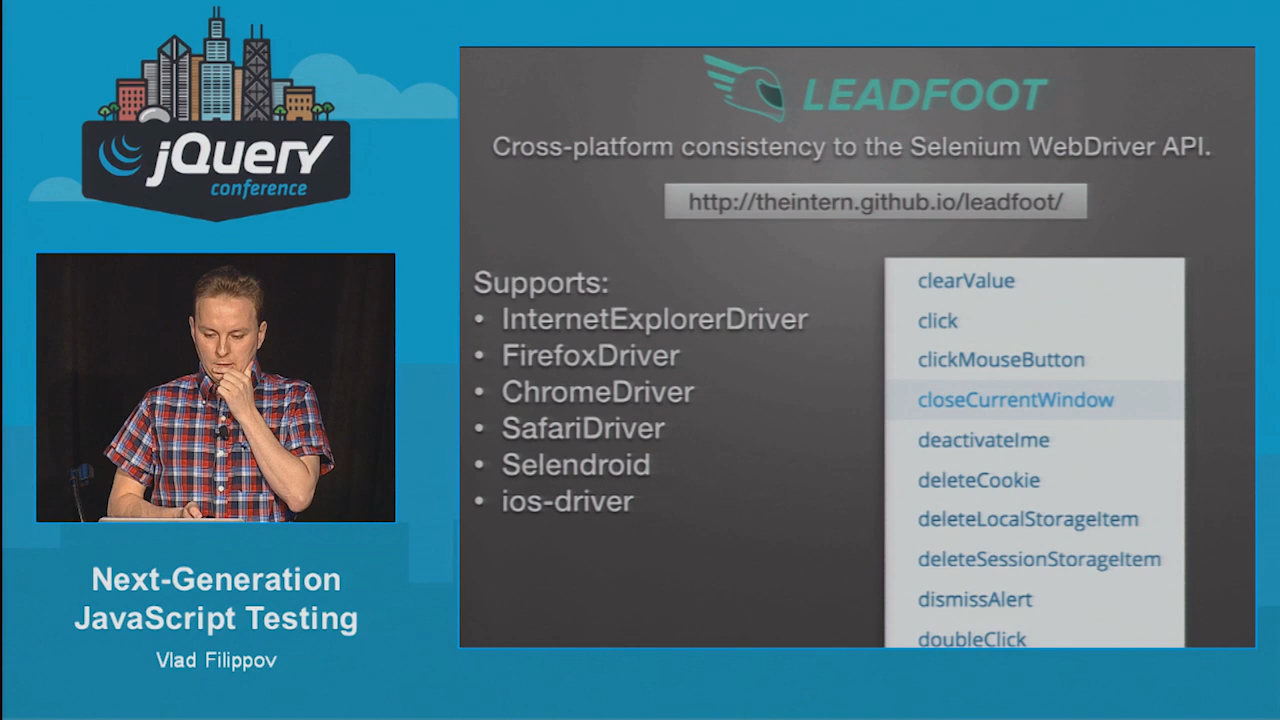 jQuery
conference
Next-Generation
JavaScript Testing
Vlad Filippov
LEADFOOT
Cross-platform consistency to the Selenium WebDriver API.
http://theintern.github.io/leadfoot/
Supports:
• InternetExplorerDriver
• FirefoxDriver
• ChromeDriver
• SafariDriver
• Selendroid
• ios-driver
clearValue
click
clickMouseButton
closeCurrentWindow
deactivateIme
deleteCookie
deleteLocalStorageItem
deleteSessionStorageItem
dismissAlert
doubleClick